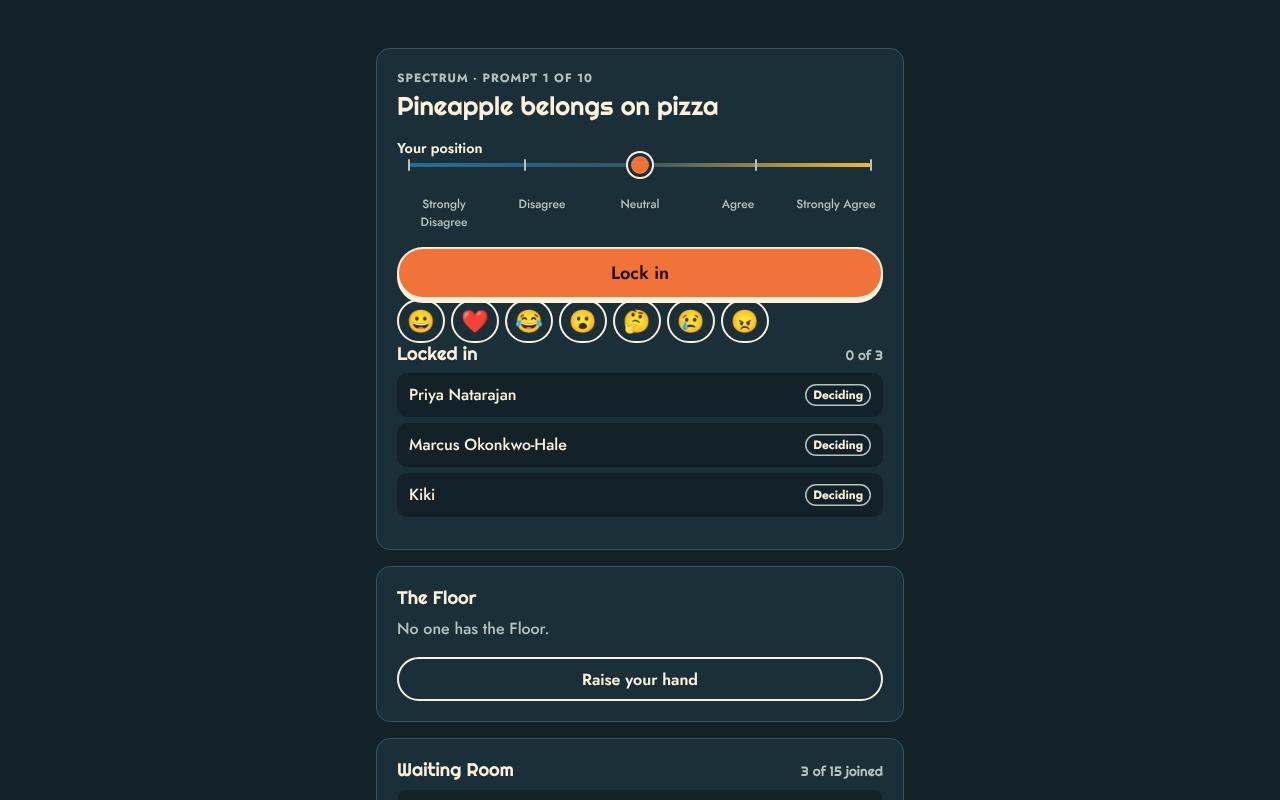 SPECTRUM · PROMPT 1 OF 10
Pineapple belongs on pizza
Your position
Strongly Disagree
Disagree
Neutral
Agree
Strongly Agree
Lock in
Locked in
0 of 3
Priya Natarajan
Deciding
Marcus Okonkwo-Hale
Deciding
Kiki
Deciding
The Floor
No one has the Floor.
Raise your hand
Waiting Room
3 of 15 joined